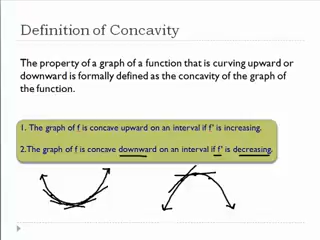 Definition of Concavity
The property of a graph of a function that is curving upward or
downward is formally defined as the concavity of the graph of
the function.
1. The graph of f is concave upward on an interval if f' is increasing.
2.The graph of f is concave downward on an interval if f' is decreasing.